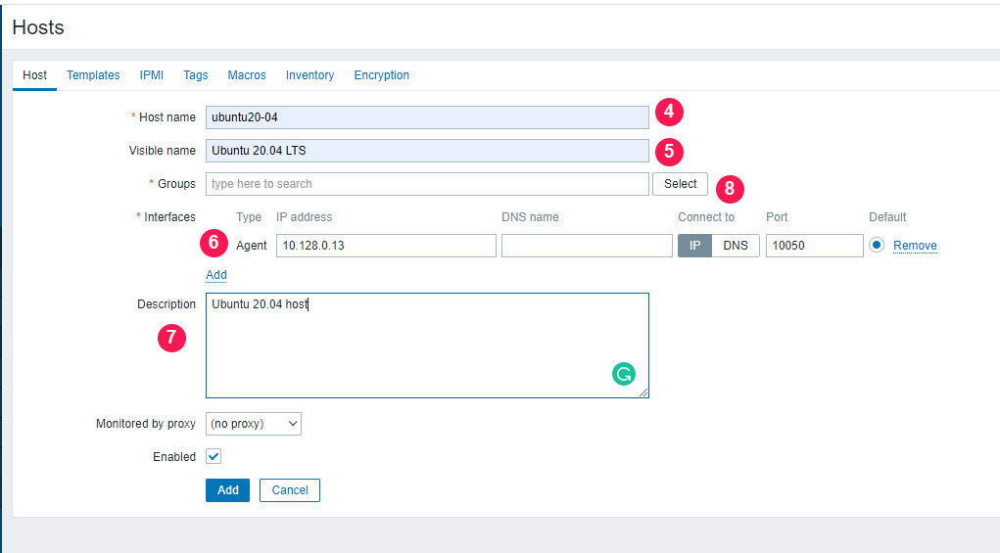 Hosts
Host Templates IPMI Tags Macros Inventory Encryption
* Host name ubuntu20-04 4
Visible name Ubuntu 20.04 LTS 5
* Groups type here to search Select 8
* Interfaces Type IP address DNS name Connect to Port Default
6 Agent 10.128.0.13 IP DNS 10050 Remove
Add
Description Ubuntu 20.04 host
7
Monitored by proxy (no proxy)
Enabled
Add Cancel